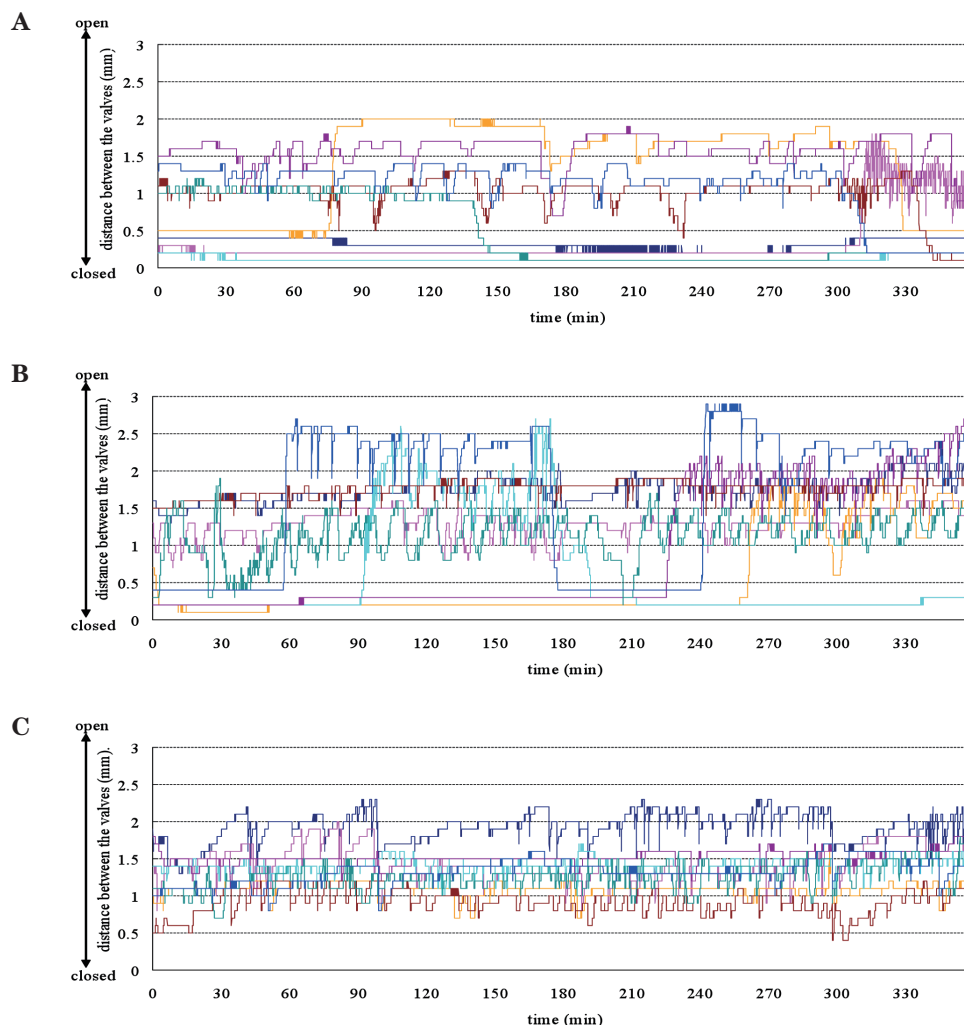 A
open
distance between the valves (mm)
closed
3
2.5
2
1.5
1
0.5
0
0 30 60 90 120 150 180 210 240 270 300 330
time (min)
B
open
distance between the valves (mm)
closed
3
2.5
2
1.5
1
0.5
0
0 30 60 90 120 150 180 210 240 270 300 330
time (min)
C
open
distance between the valves (mm).
closed
3
2.5
2
1.5
1
0.5
0
0 30 60 90 120 150 180 210 240 270 300 330
time (min)